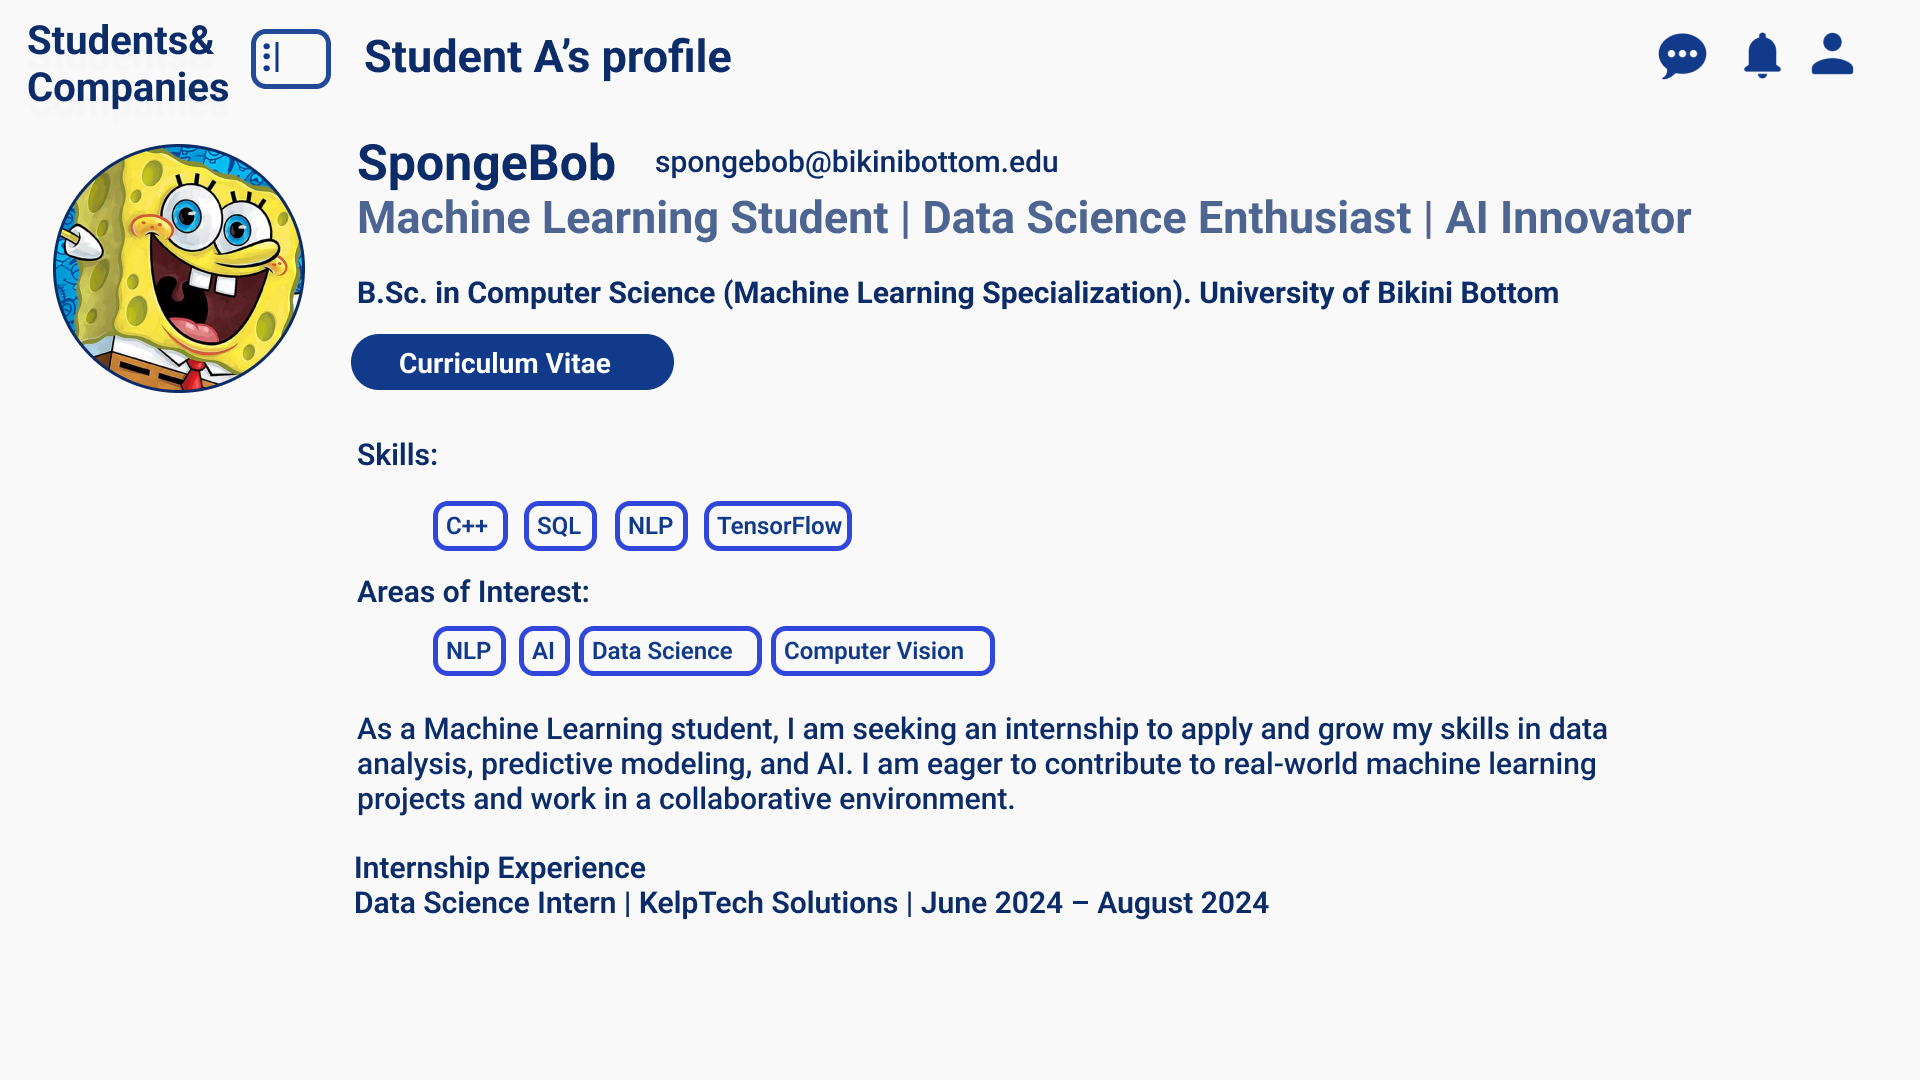 Students&
Companies
Student A’s profile
SpongeBob spongebob@bikinibottom.edu
Machine Learning Student | Data Science Enthusiast | AI Innovator
B.Sc. in Computer Science (Machine Learning Specialization). University of Bikini Bottom
Curriculum Vitae
Skills:
C++ SQL NLP TensorFlow
Areas of Interest:
NLP AI Data Science Computer Vision
As a Machine Learning student, I am seeking an internship to apply and grow my skills in data
analysis, predictive modeling, and AI. I am eager to contribute to real-world machine learning
projects and work in a collaborative environment.
Internship Experience
Data Science Intern | KelpTech Solutions | June 2024 – August 2024